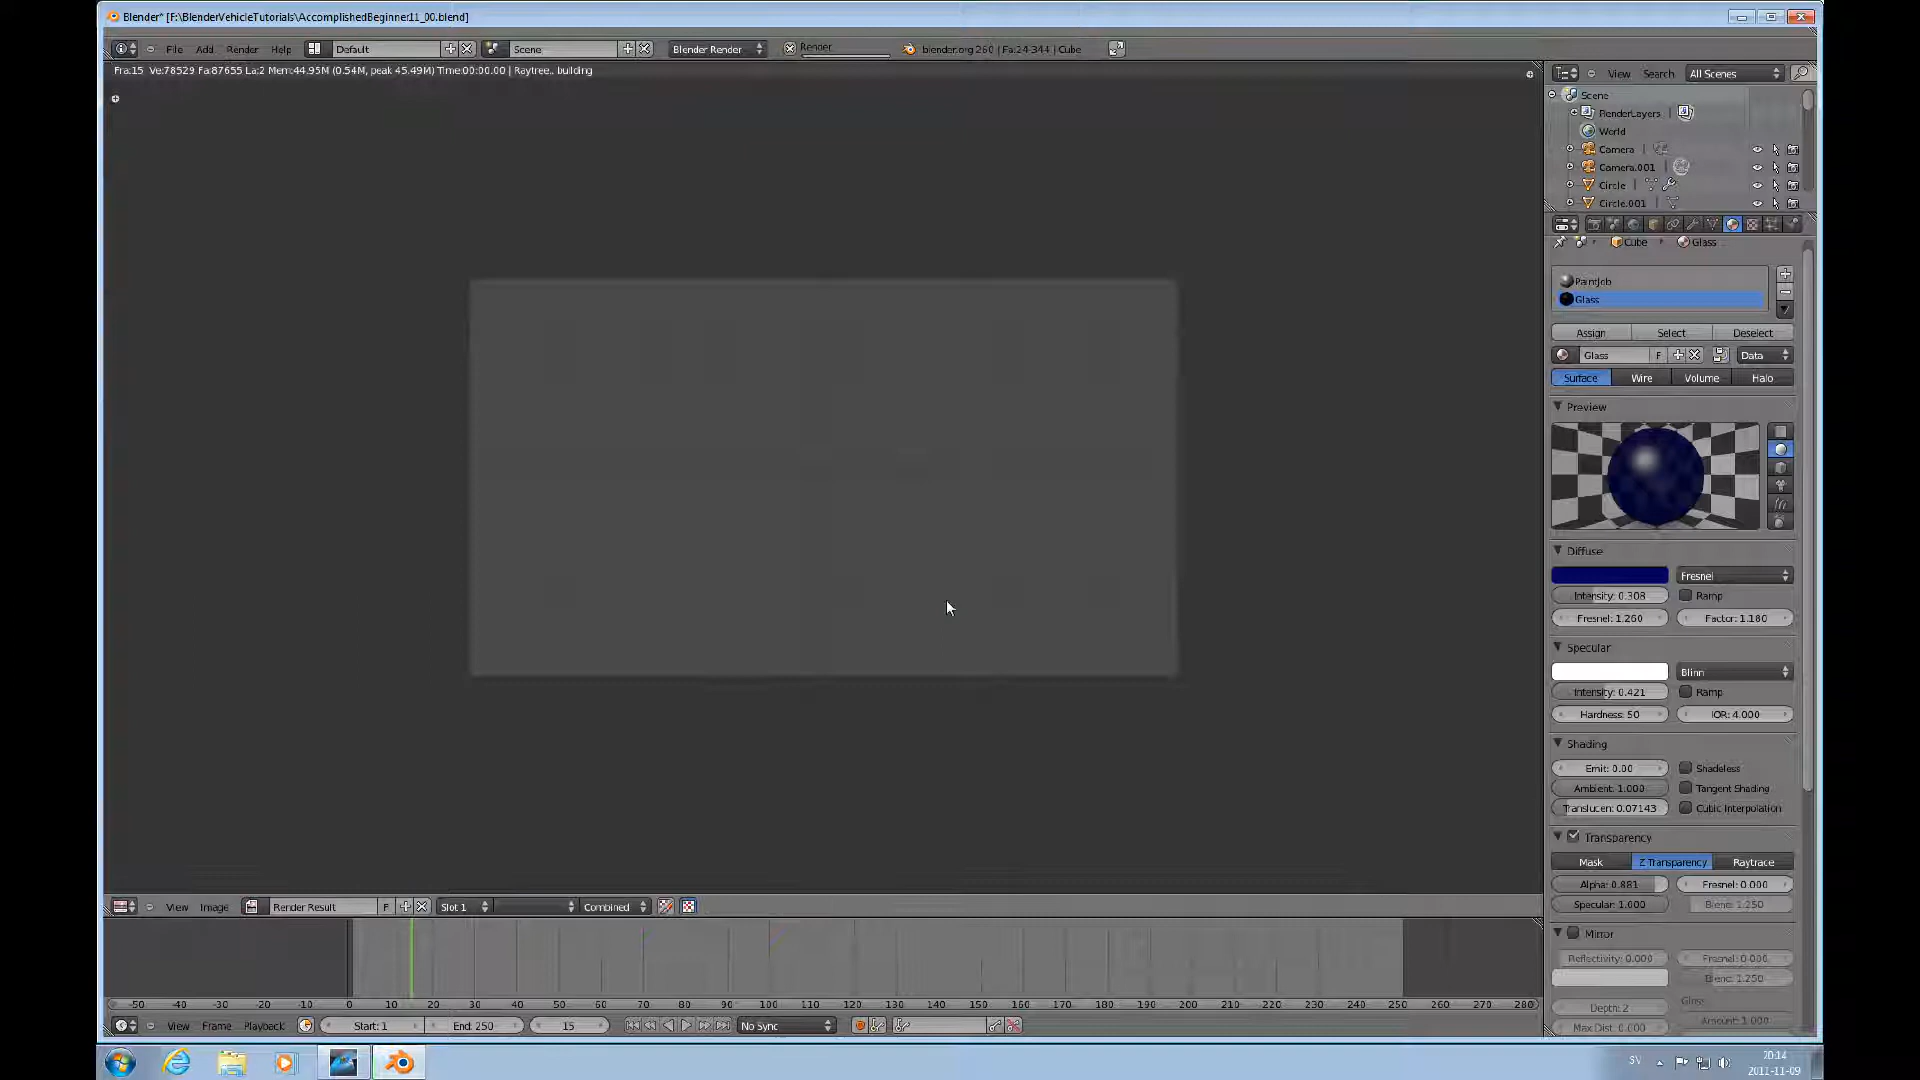 Blender* [F:\BlenderVehicleTutorials\AccomplishedBeginner11_00.blend]
File Add Render Help Default Scene Blender Render Render blender.org 260 | Fa:24-344 | Cube
Fra:15 Ve:78529 Fa:87655 La:2 Mem:44.95M (0.54M, peak 45.49M) Time:00:00.00 | Raytree.. building
View Search All Scenes
Scene
RenderLayers
World
Camera
Camera.001
Circle
Circle.001
Cube Glass
PaintJob
Glass
Assign Select Deselect
Glass F Data
Surface Wire Volume Halo
Preview
Diffuse
Fresnel
Intensity: 0.308 Ramp
Fresnel: 1.260 Factor: 1.180
Specular
Blinn
Intensity: 0.421 Ramp
Hardness: 50 IOR: 4.000
Shading
Emit: 0.00 Shadeless
Ambient: 1.000 Tangent Shading
Translucen: 0.07143 Cubic Interpolation
Transparency
Mask Z Transparency Raytrace
Alpha: 0.881 Fresnel: 0.000
Specular: 1.000 Blend: 1.250
Mirror
Reflectivity: 0.000 Fresnel: 0.000
Blend: 1.250
Depth: 2 Gloss
Max Dist: 0.000 Amount: 1.000
View Image Render Result F Slot 1 Combined
-50 -40 -30 -20 -10 0 10 20 30 40 50 60 70 80 90 100 110 120 130 140 150 160 170 180 190 200 210 220 230 240 250 260 270 280
View Frame Playback Start: 1 End: 250 15 No Sync
SV 20:14
2011-11-09